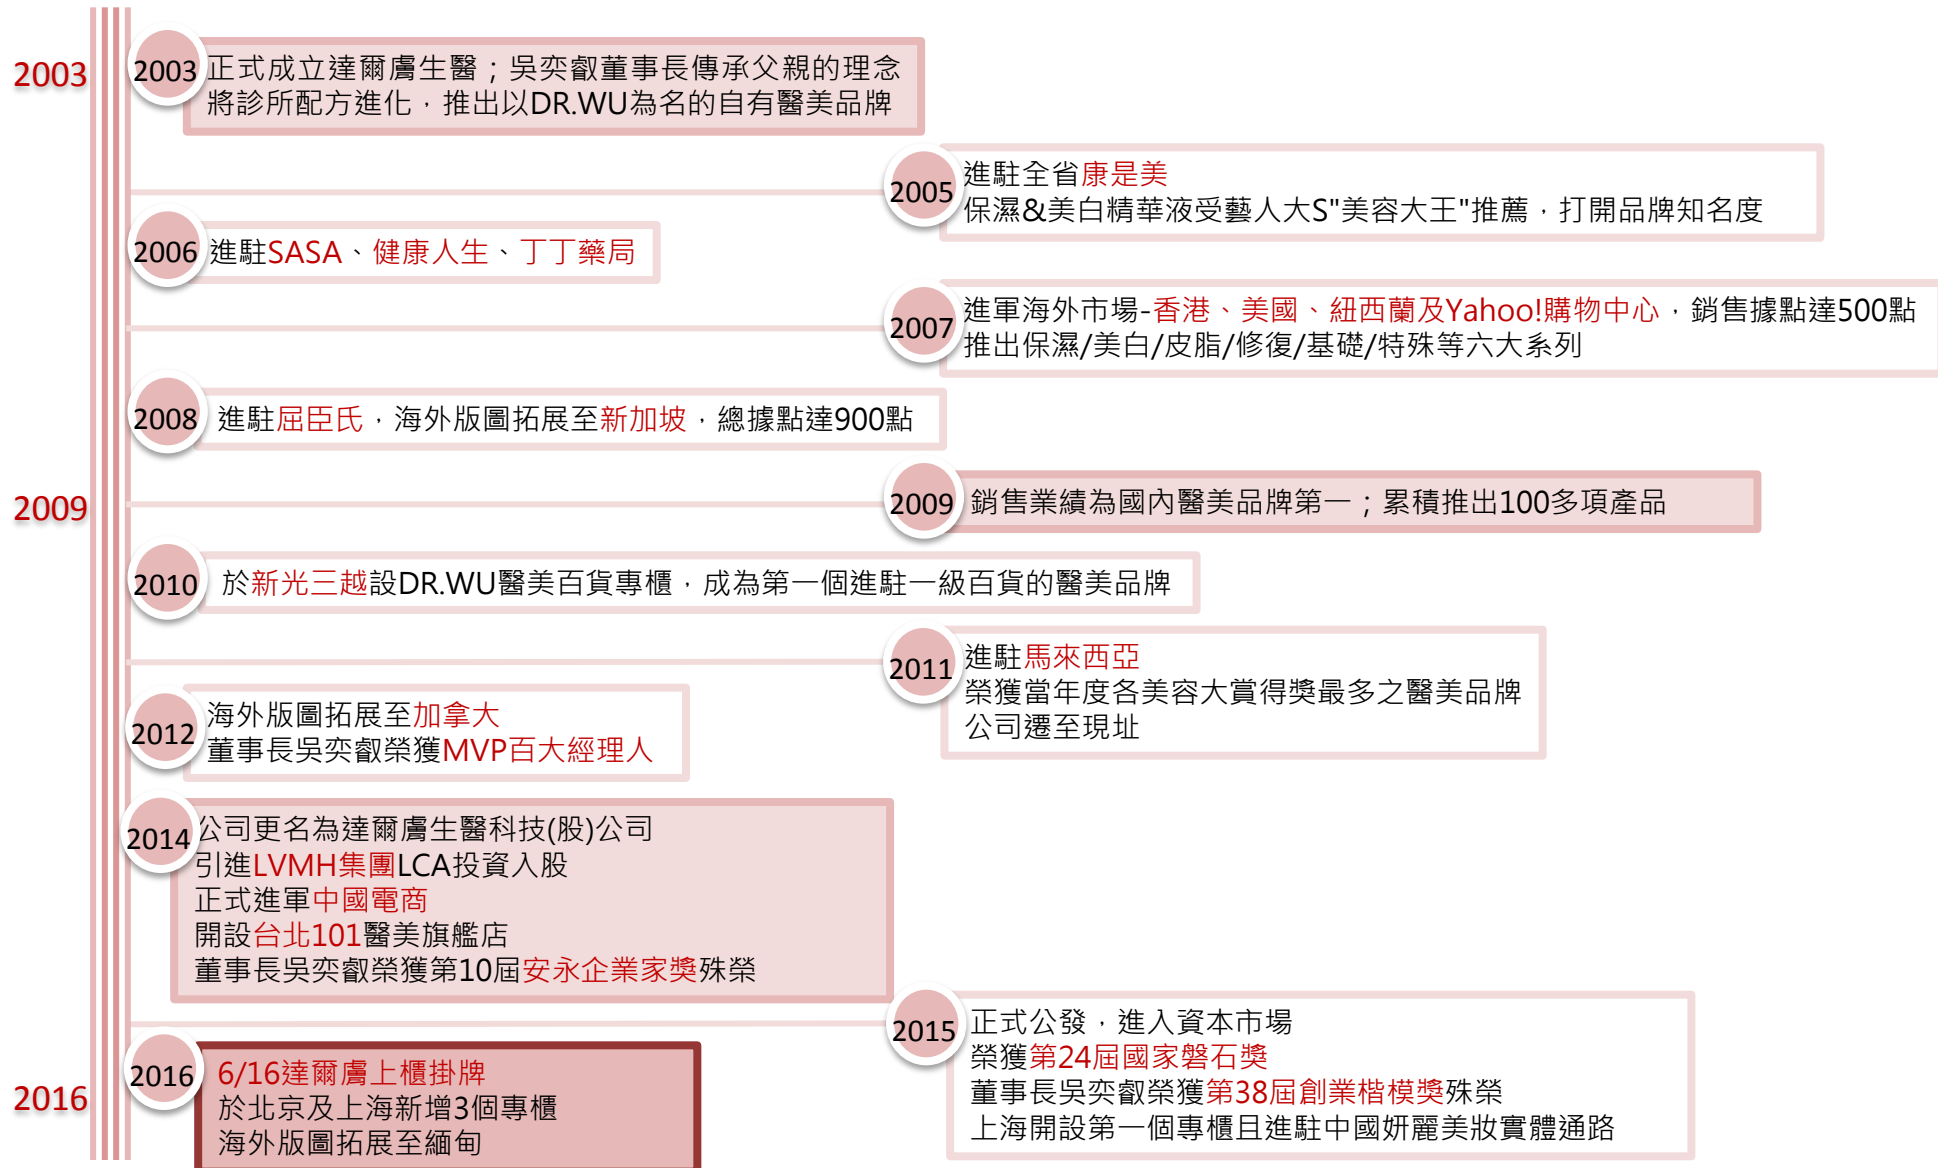 2003
2003
正式成立達爾膚生醫；吳奕叡董事長傳承父親的理念
將診所配方進化，推出以DR.WU為名的自有醫美品牌
2005
進駐全省康是美
保濕&美白精華液受藝人大S"美容大王"推薦，打開品牌知名度
2006
進駐SASA、健康人生、丁丁藥局
2007
進軍海外市場-香港、美國、紐西蘭及Yahoo!購物中心，銷售據點達500點
推出保濕/美白/皮脂/修復/基礎/特殊等六大系列
2008
進駐屈臣氏，海外版圖拓展至新加坡，總據點達900點
2009
2009
銷售業績為國內醫美品牌第一；累積推出100多項產品
2010
於新光三越設DR.WU醫美百貨專櫃，成為第一個進駐一級百貨的醫美品牌
2011
進駐馬來西亞
榮獲當年度各美容大賞得獎最多之醫美品牌
公司遷至現址
2012
海外版圖拓展至加拿大
董事長吳奕叡榮獲MVP百大經理人
2014
公司更名為達爾膚生醫科技(股)公司
引進LVMH集團LCA投資入股
正式進軍中國電商
開設台北101醫美旗艦店
董事長吳奕叡榮獲第10屆安永企業家獎殊榮
2015
正式公發，進入資本市場
榮獲第24屆國家磐石獎
董事長吳奕叡榮獲第38屆創業楷模獎殊榮
上海開設第一個專櫃且進駐中國妍麗美妝實體通路
2016
2016
6/16達爾膚上櫃掛牌
於北京及上海新增3個專櫃
海外版圖拓展至緬甸